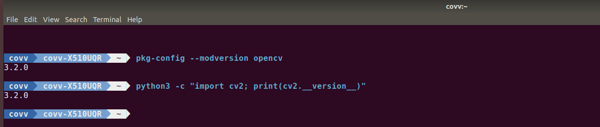 covv:~
File Edit View Search Terminal Help
covv covv-X510UQR ~ pkg-config --modversion opencv
3.2.0
covv covv-X510UQR ~ python3 -c "import cv2; print(cv2.__version__)"
3.2.0
covv covv-X510UQR ~